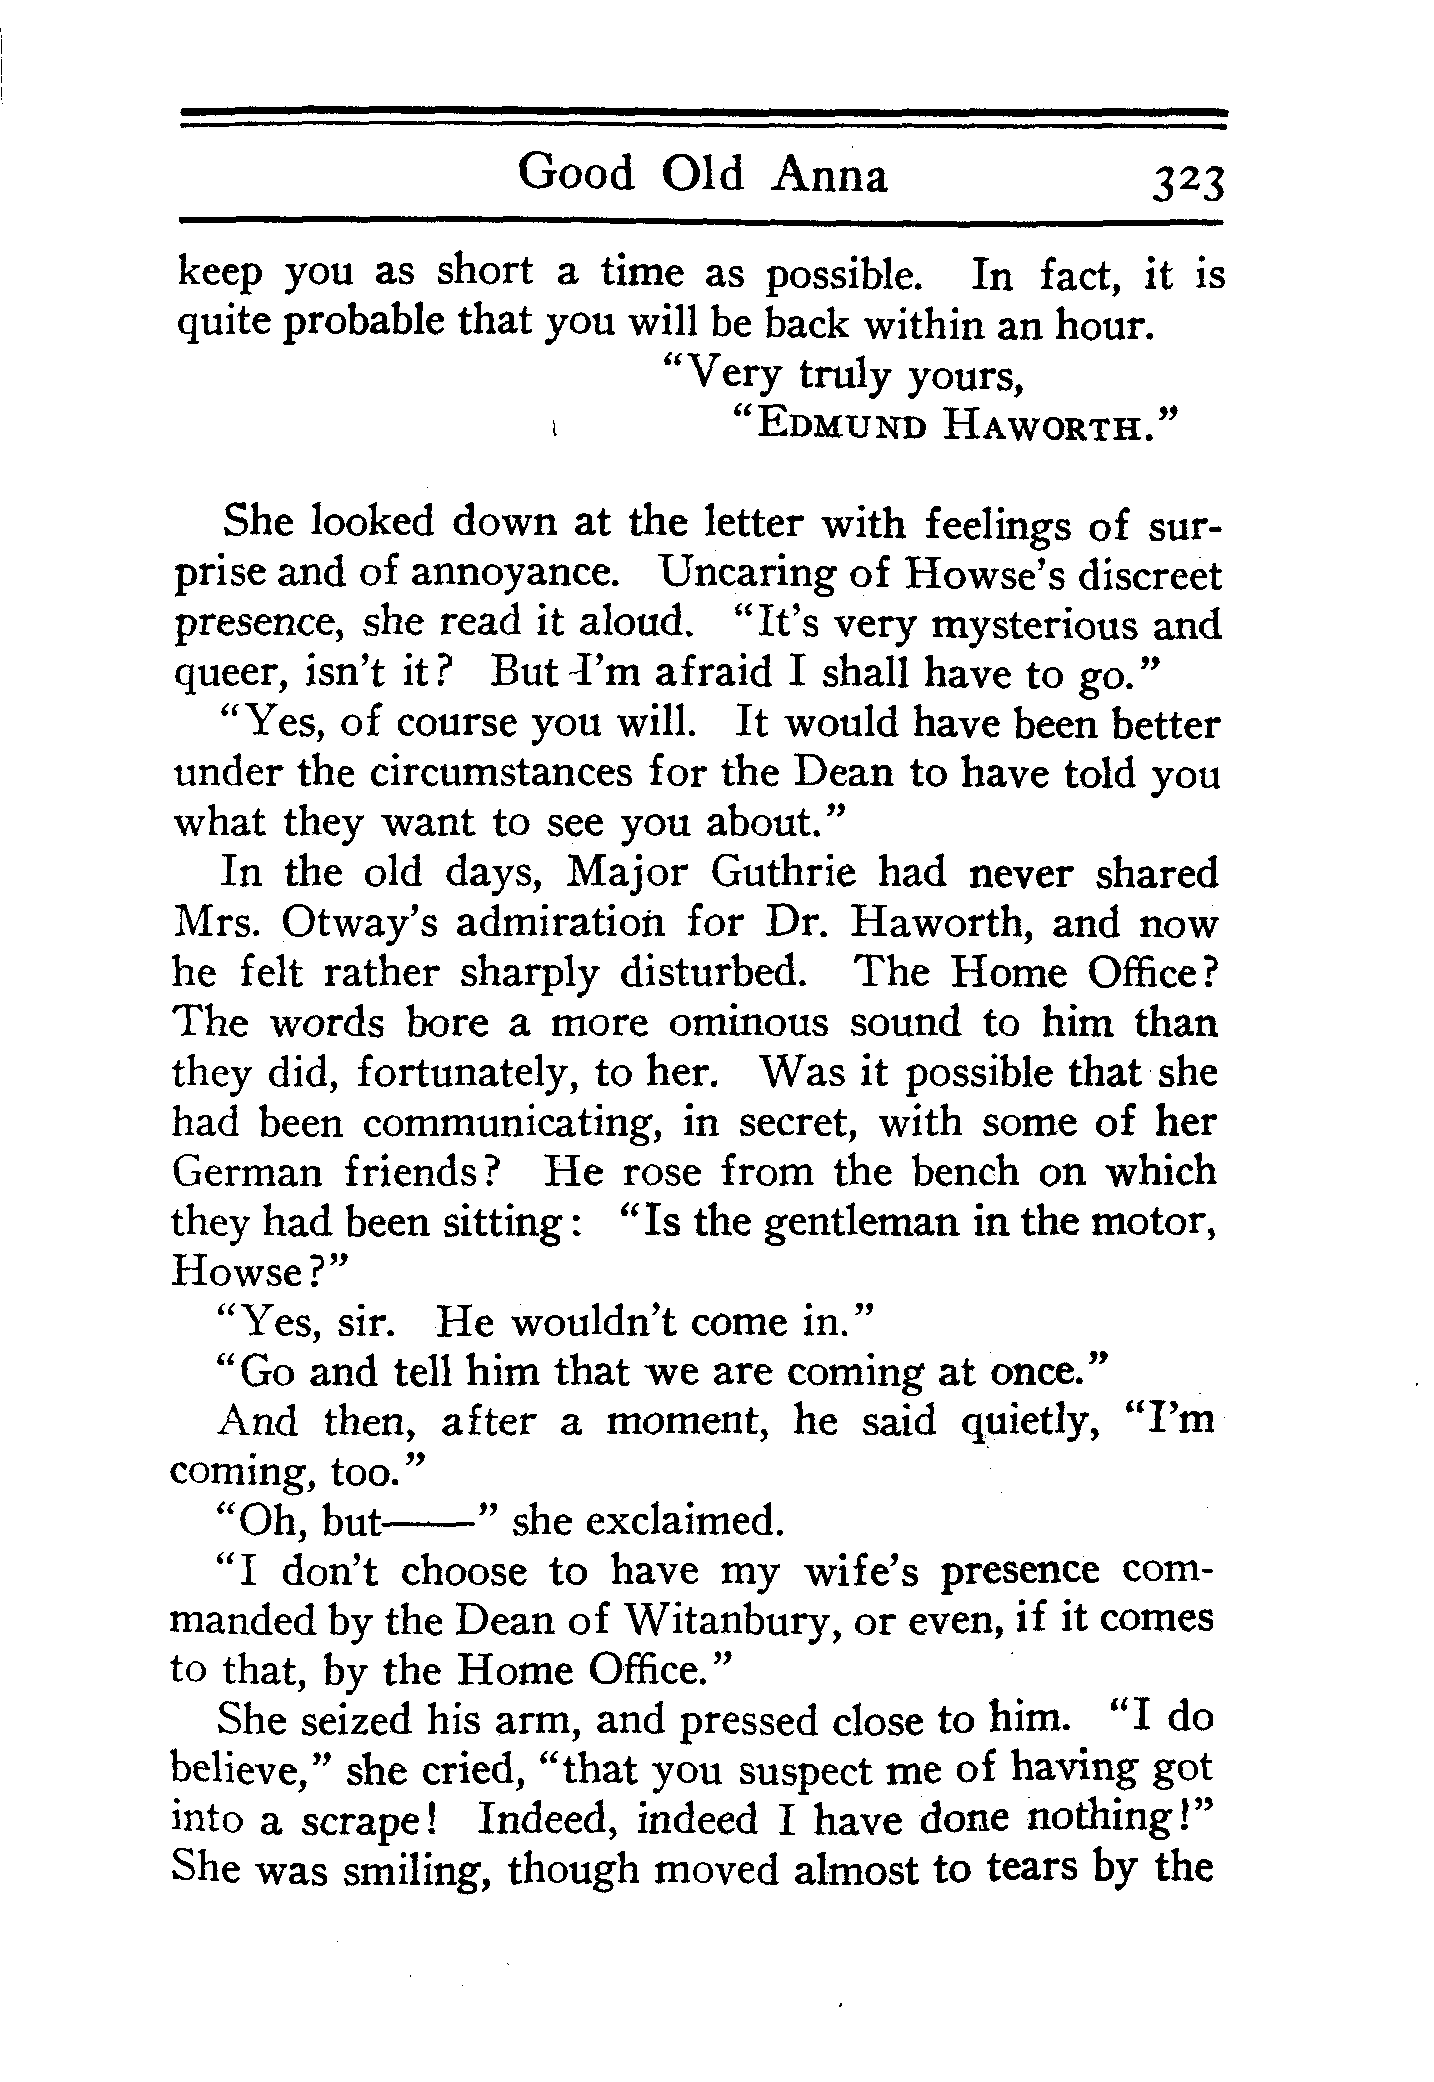 Good Old Anna 323
keep you as short a time as possible. In fact, it is
quite probable that you will be back within an hour.
“Very truly yours,
“EDMUND HAWORTH.”
She looked down at the letter with feelings of sur-
prise and of annoyance. Uncaring of Howse’s discreet
presence, she read it aloud. “It’s very mysterious and
queer, isn’t it? But I’m afraid I shall have to go.”
“Yes, of course you will. It would have been better
under the circumstances for the Dean to have told you
what they want to see you about.”
In the old days, Major Guthrie had never shared
Mrs. Otway’s admiration for Dr. Haworth, and now
he felt rather sharply disturbed. The Home Office?
The words bore a more ominous sound to him than
they did, fortunately, to her. Was it possible that she
had been communicating, in secret, with some of her
German friends? He rose from the bench on which
they had been sitting: “Is the gentleman in the motor,
Howse?”
“Yes, sir. He wouldn’t come in.”
“Go and tell him that we are coming at once.”
And then, after a moment, he said quietly, “I’m
coming, too.”
“Oh, but——” she exclaimed.
“I don’t choose to have my wife’s presence com-
manded by the Dean of Witanbury, or even, if it comes
to that, by the Home Office.”
She seized his arm, and pressed close to him. “I do
believe,” she cried, “that you suspect me of having got
into a scrape! Indeed, indeed I have done nothing!”
She was smiling, though moved almost to tears by the